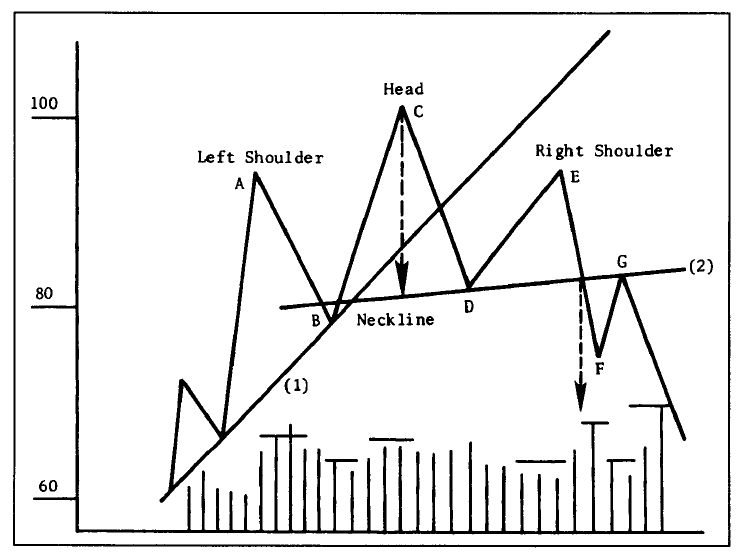 Head
100
C
Left Shoulder
Right Shoulder
A
E
G
(2)
80
B
Neckline
D
F
(1)
60